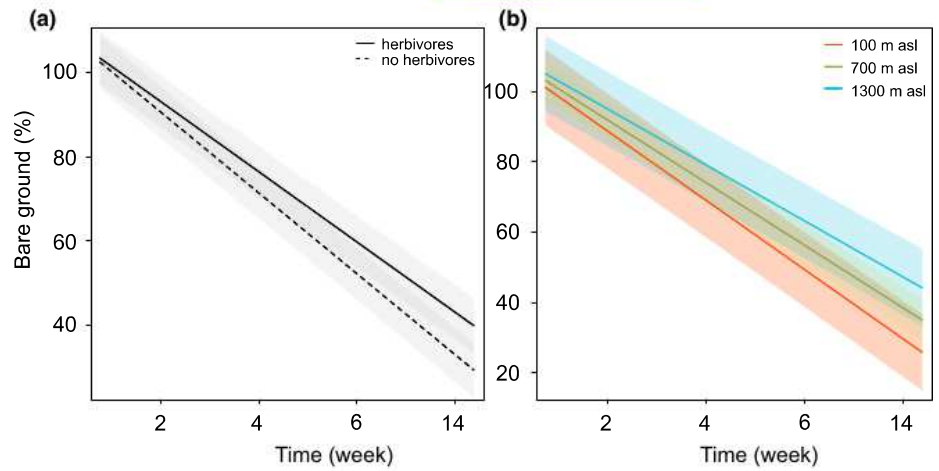 (a)
herbivores
no herbivores
100
80
60
40
Bare ground (%)
2 4 6 14
Time (week)
(b)
100 m asl
700 m asl
1300 m asl
100
80
60
40
20
2 4 6 14
Time (week)